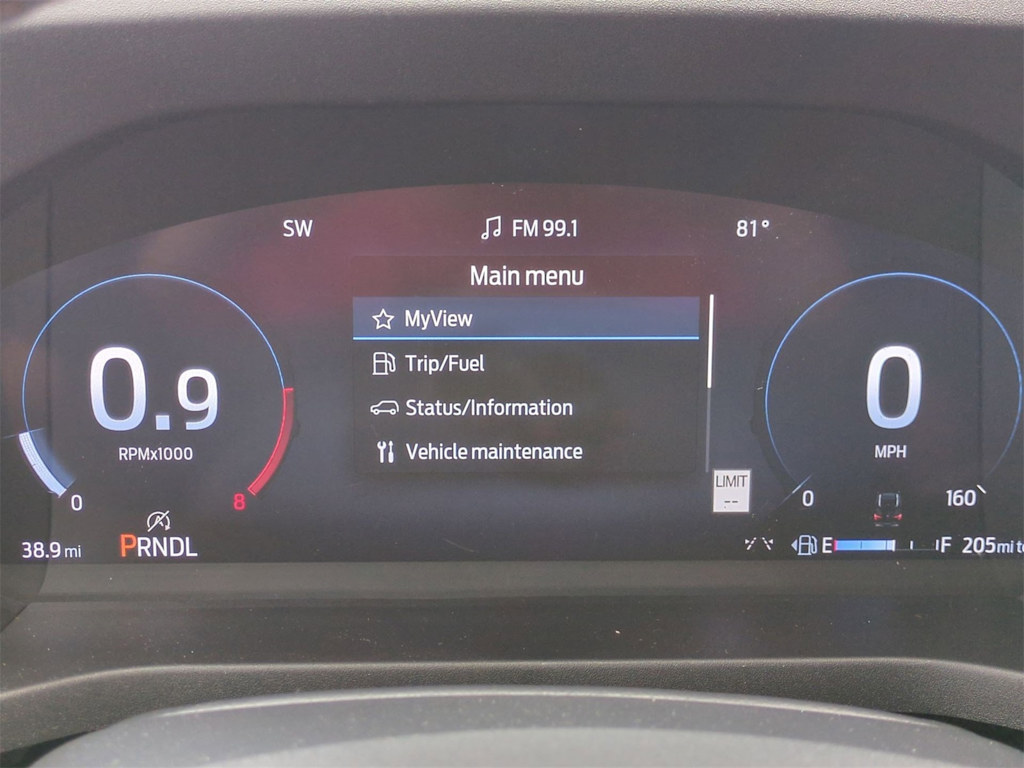 SW
FM 99.1
81°
Main menu
MyView
Trip/Fuel
Status/Information
Vehicle maintenance
0.9
RPMx1000
0
8
0
MPH
0
160
LIMIT
--
38.9 mi
PRNDL
E
F
205 mi